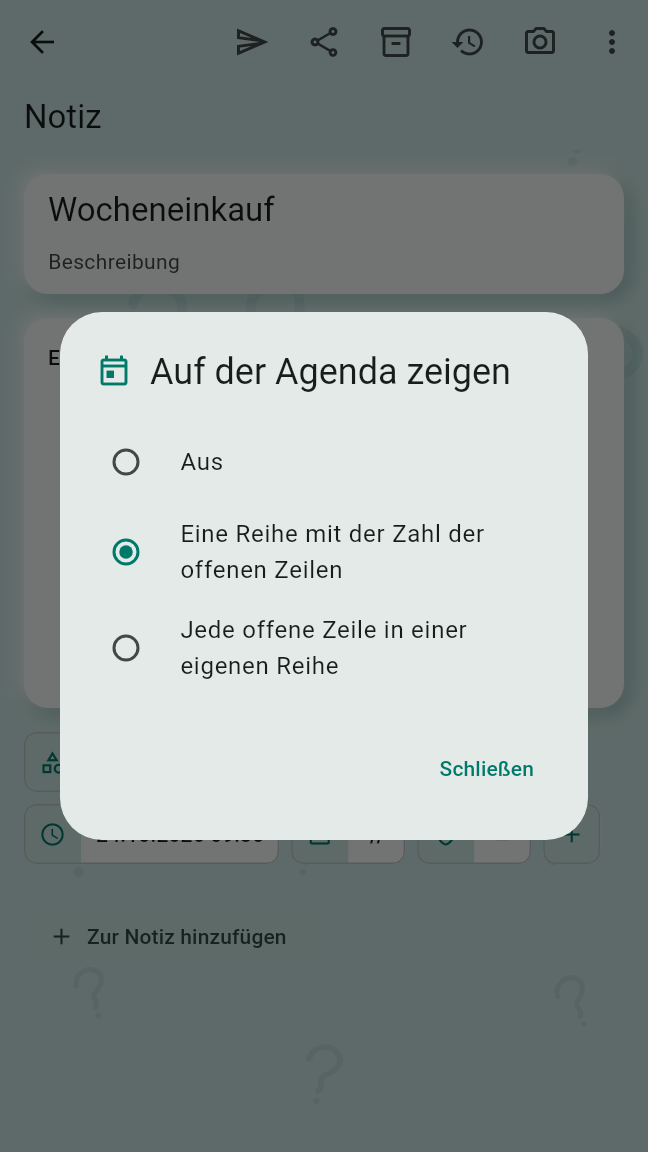 Notiz
Wocheneinkauf
Beschreibung
Auf der Agenda zeigen
Aus
Eine Reihe mit der Zahl der
offenen Zeilen
Jede offene Zeile in einer
eigenen Reihe
Schließen
Zur Notiz hinzufügen